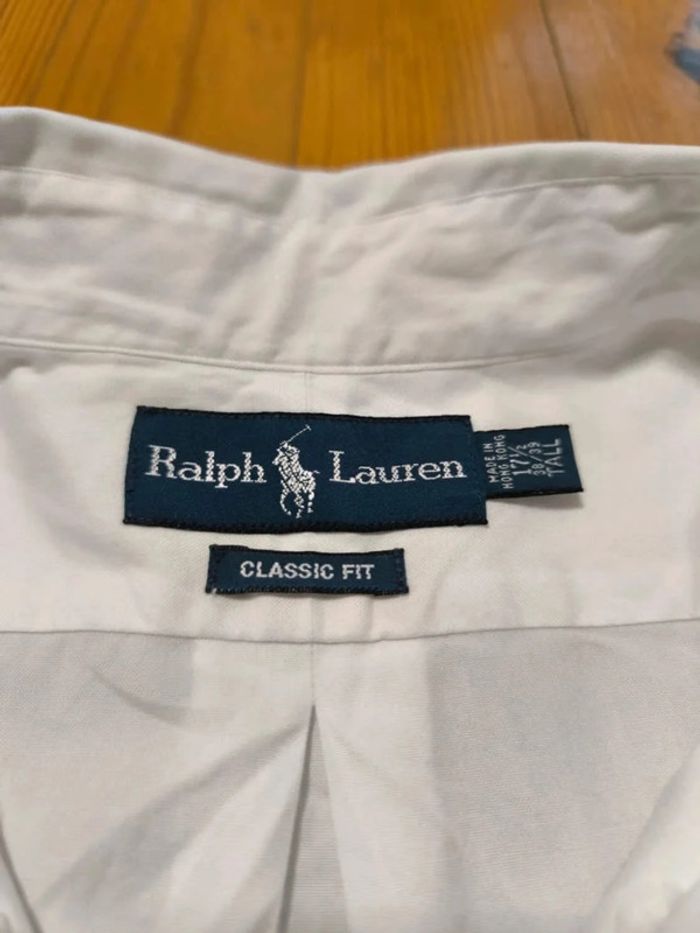 Ralph Lauren
MADE IN
HONG KONG
17½
38/39
TALL
CLASSIC FIT